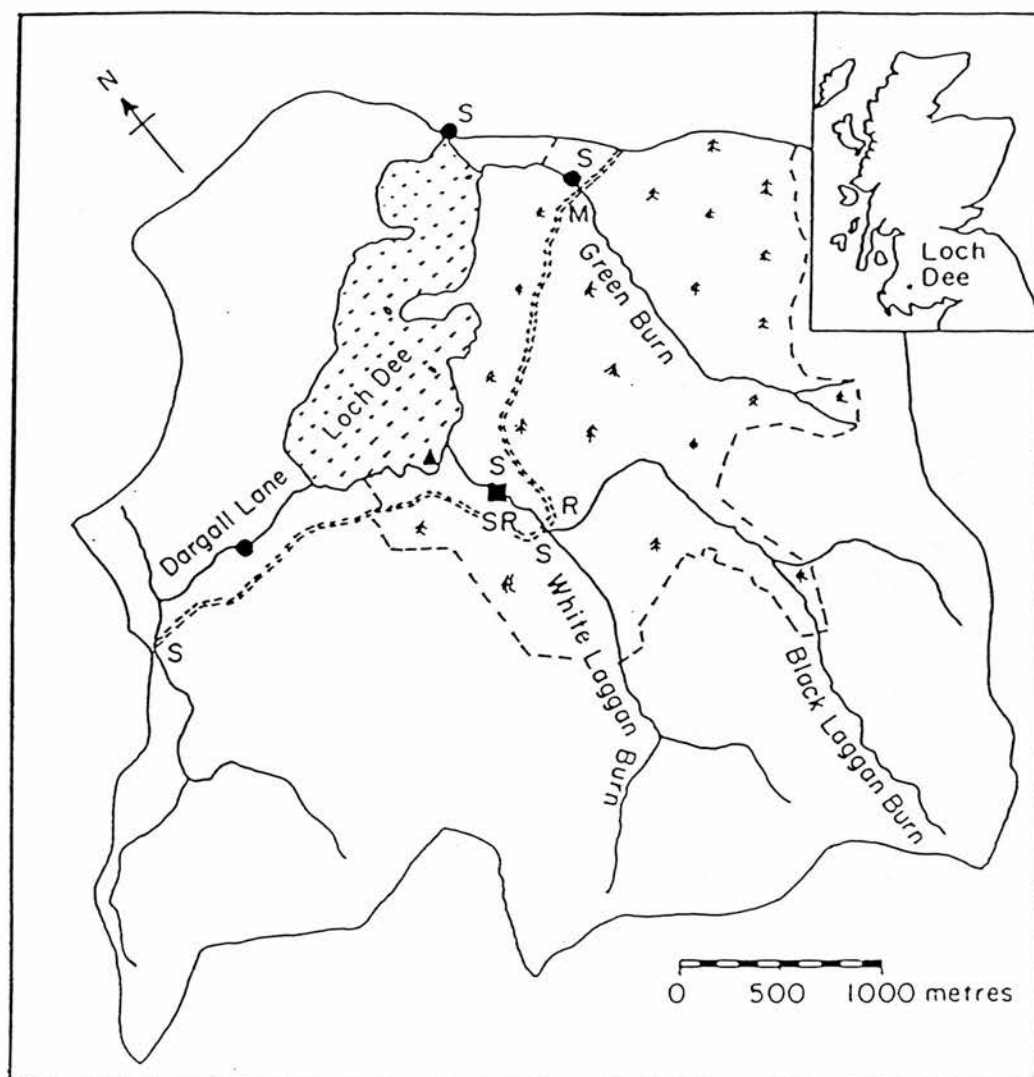 N
S
S
M
Loch
Dee
Green Burn
Loch Dee
S
R
SR
S
Dargall Lane
S
White Laggan
Burn
Black Laggan Burn
0 500 1000 metres